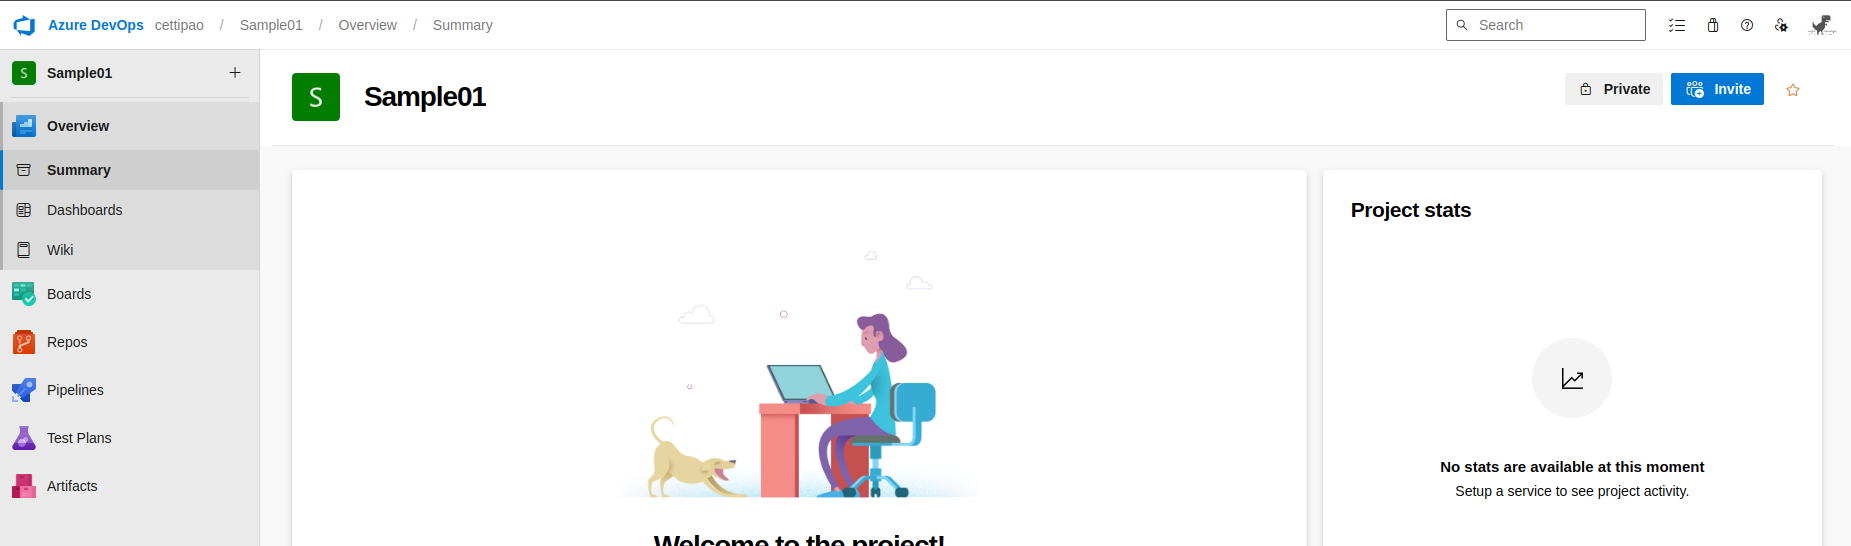 Azure DevOps cettipao / Sample01 / Overview / Summary
Search
S Sample01 +
Overview
Summary
Dashboards
Wiki
Boards
Repos
Pipelines
Test Plans
Artifacts
S Sample01
Private
Invite
Welcome to the project!
Project stats
No stats are available at this moment
Setup a service to see project activity.